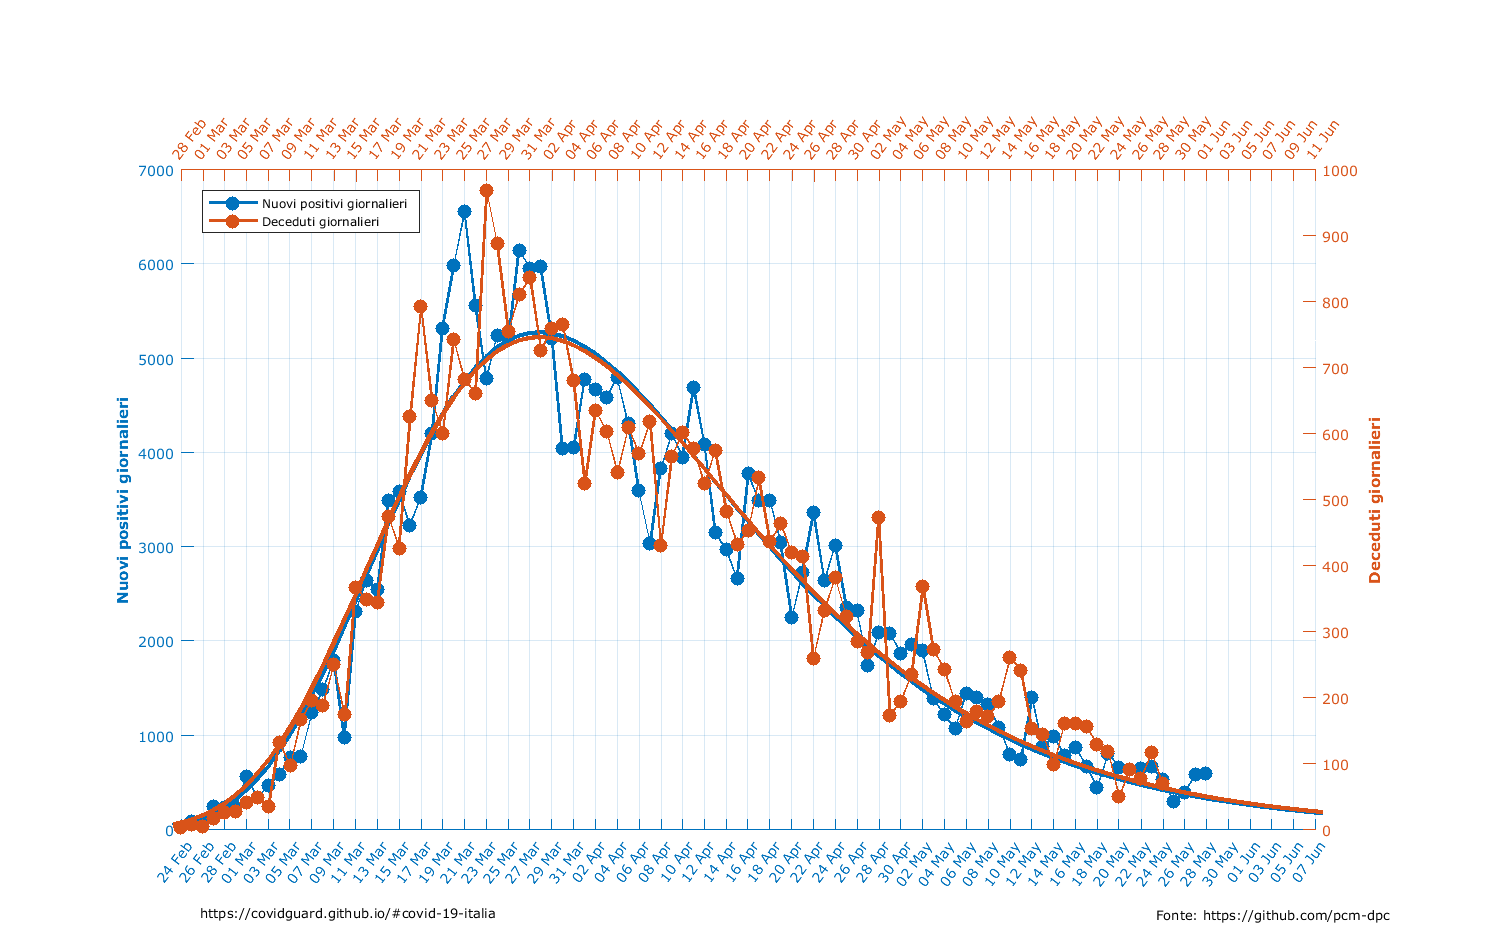 28 Feb 01 Mar 03 Mar 05 Mar 07 Mar 09 Mar 11 Mar 13 Mar 15 Mar 17 Mar 19 Mar 21 Mar 23 Mar 25 Mar 27 Mar 29 Mar 31 Mar 02 Apr 04 Apr 06 Apr 08 Apr 10 Apr 12 Apr 14 Apr 16 Apr 18 Apr 20 Apr 22 Apr 24 Apr 26 Apr 28 Apr 30 Apr 02 May 04 May 06 May 08 May 10 May 12 May 14 May 16 May 18 May 20 May 22 May 24 May 26 May 28 May 30 May 01 Jun 03 Jun 05 Jun 07 Jun 09 Jun 11 Jun
7000
6000
5000
4000
3000
2000
1000
0
Nuovi positivi giornalieri
Nuovi positivi giornalieri
Deceduti giornalieri
1000
900
800
700
600
500
400
300
200
100
0
Deceduti giornalieri
24 Feb 26 Feb 28 Feb 01 Mar 03 Mar 05 Mar 07 Mar 09 Mar 11 Mar 13 Mar 15 Mar 17 Mar 19 Mar 21 Mar 23 Mar 25 Mar 27 Mar 29 Mar 31 Mar 02 Apr 04 Apr 06 Apr 08 Apr 10 Apr 12 Apr 14 Apr 16 Apr 18 Apr 20 Apr 22 Apr 24 Apr 26 Apr 28 Apr 30 Apr 02 May 04 May 06 May 08 May 10 May 12 May 14 May 16 May 18 May 20 May 22 May 24 May 26 May 28 May 30 May 01 Jun 03 Jun 05 Jun 07 Jun
https://covidguard.github.io/#covid-19-italia
Fonte: https://github.com/pcm-dpc